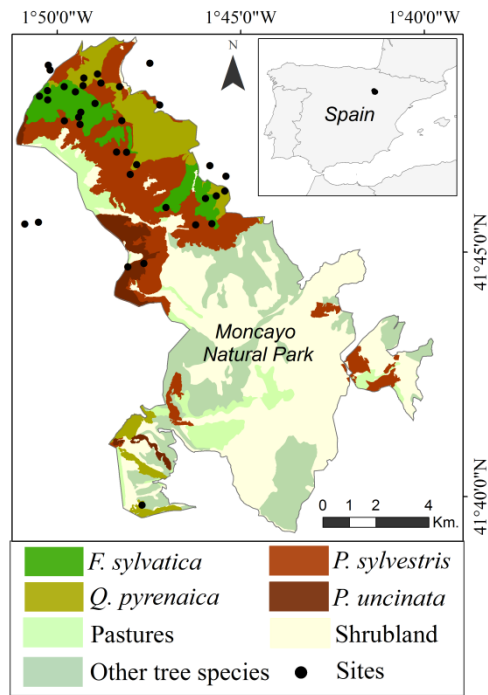 1°50'0"W 1°45'0"W 1°40'0"W
N
Spain
41°45'0"N
Moncayo
Natural Park
41°40'0"N
0 1 2 4
Km.
F. sylvatica P. sylvestris
Q. pyrenaica P. uncinata
Pastures Shrubland
Other tree species Sites